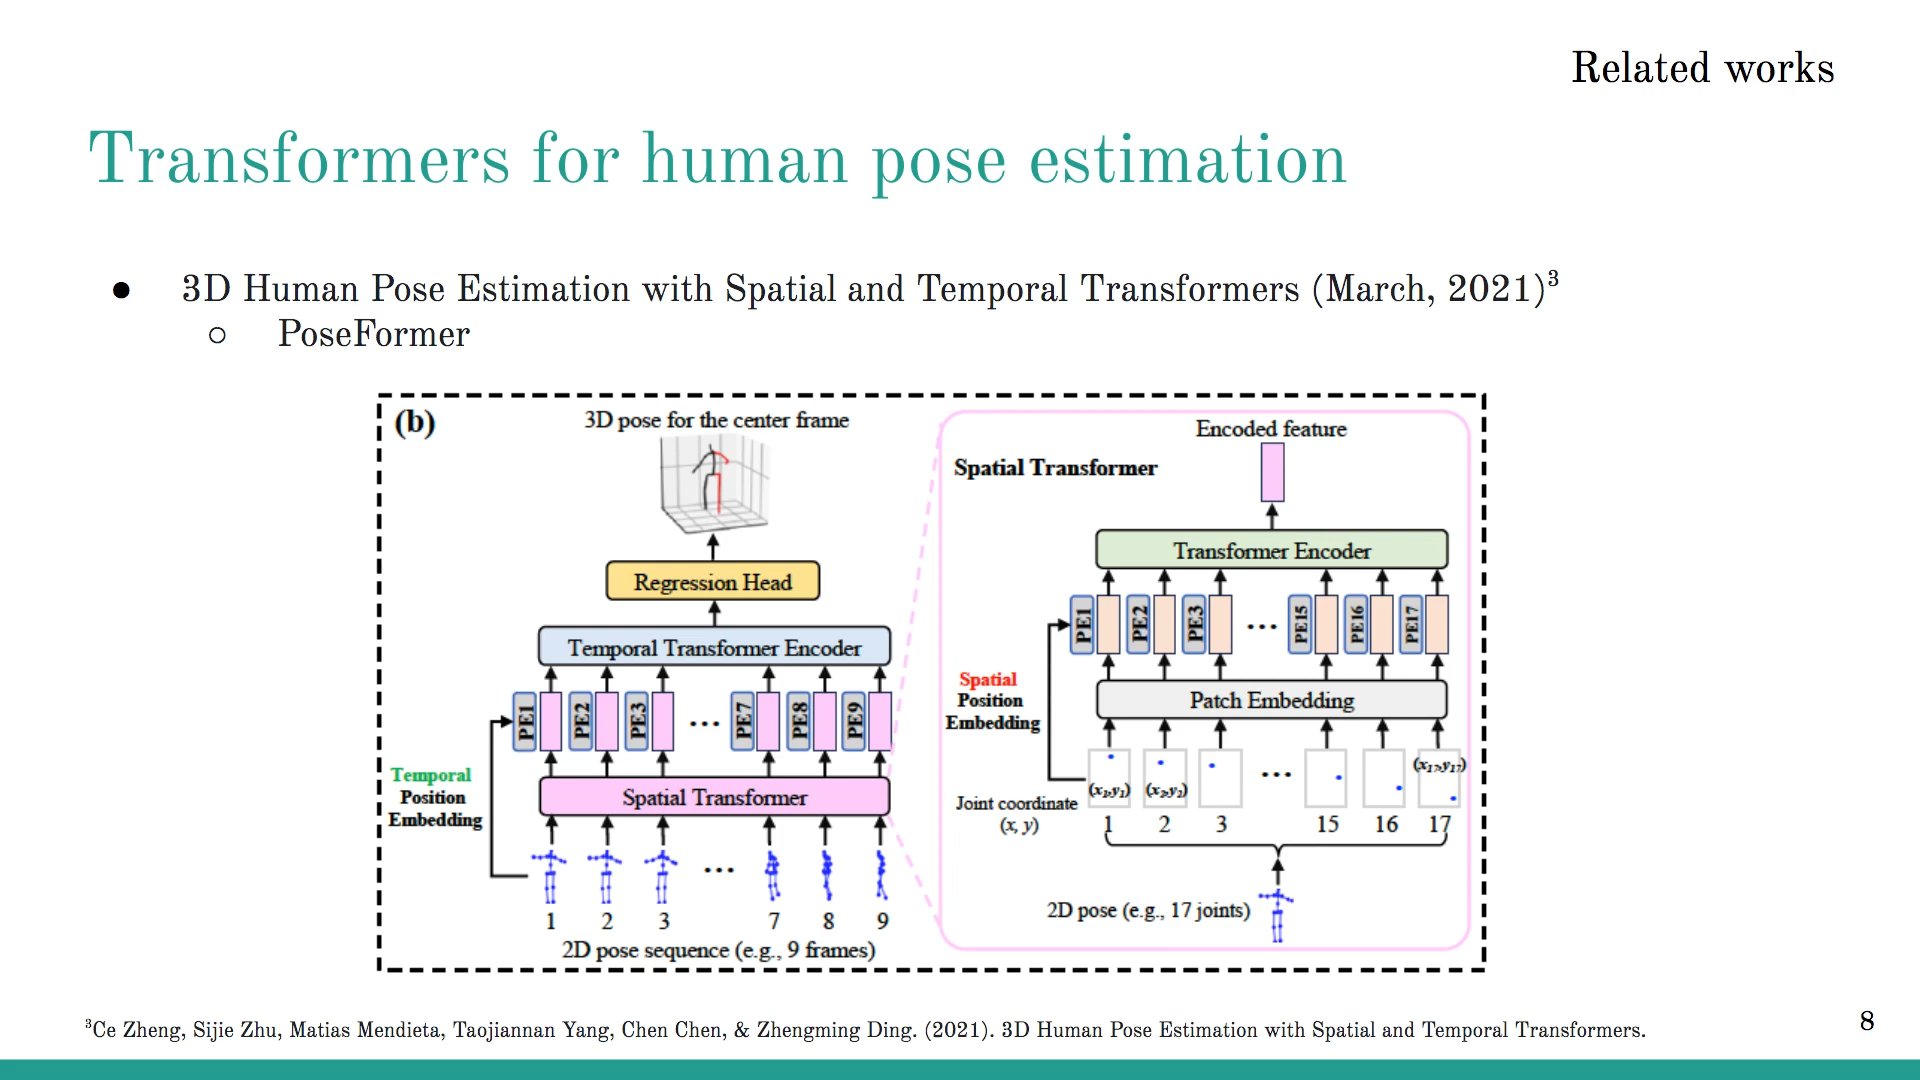 Related works
Transformers for human pose estimation
● 3D Human Pose Estimation with Spatial and Temporal Transformers (March, 2021)³
○ PoseFormer
(b)
3D pose for the center frame
Regression Head
Temporal Transformer Encoder
PE1 PE2 PE3 ... PE7 PE8 PE9
Temporal
Position
Embedding
Spatial Transformer
1 2 3 ... 7 8 9
2D pose sequence (e.g., 9 frames)
Encoded feature
Spatial Transformer
Transformer Encoder
PE1 PE2 PE3 ... PE15 PE16 PE17
Spatial
Position
Embedding
Patch Embedding
(x₁,y₁) (x₂,y₂) ... (x₁₇,y₁₇)
Joint coordinate
(x, y)
1 2 3 15 16 17
2D pose (e.g., 17 joints)
³Ce Zheng, Sijie Zhu, Matias Mendieta, Taojiannan Yang, Chen Chen, & Zhengming Ding. (2021). 3D Human Pose Estimation with Spatial and Temporal Transformers.
8